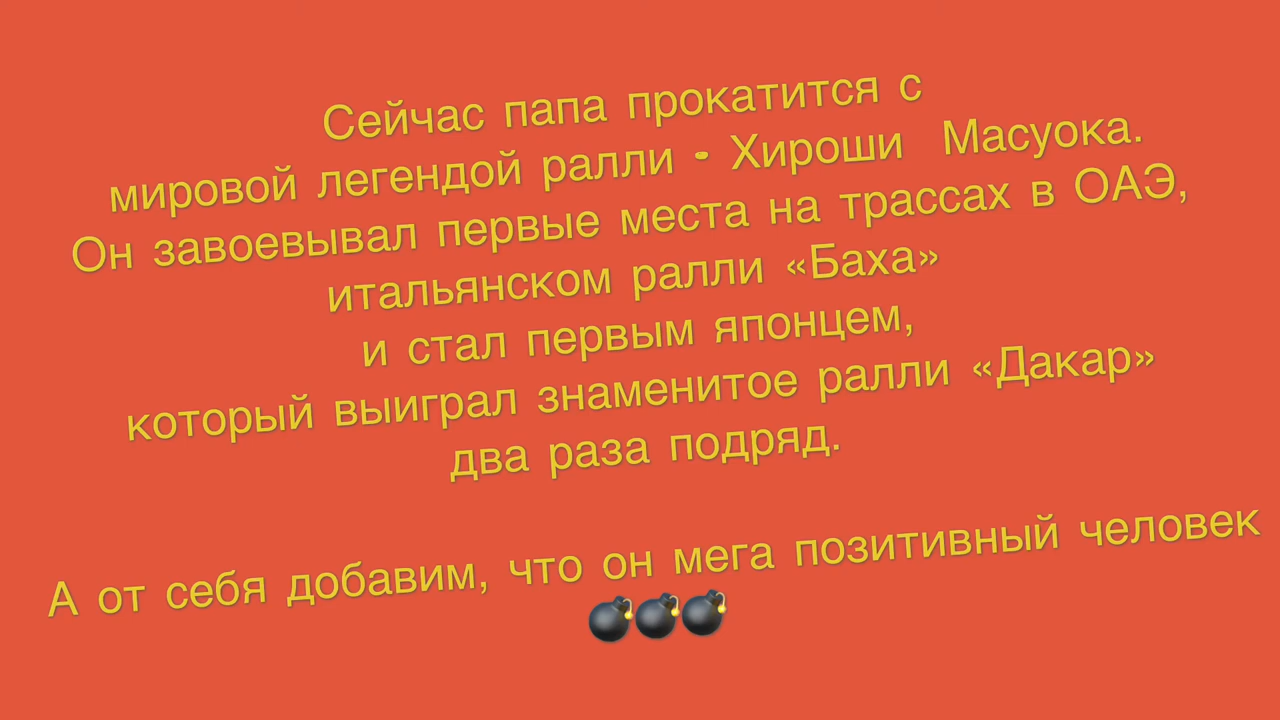 Сейчас папа прокатится с
мировой легендой ралли - Хироши Масуока.
Он завоевывал первые места на трассах в ОАЭ,
итальянском ралли «Баха»
и стал первым японцем,
который выиграл знаменитое ралли «Дакар»
два раза подряд.
А от себя добавим, что он мега позитивный человек
💣💣💣